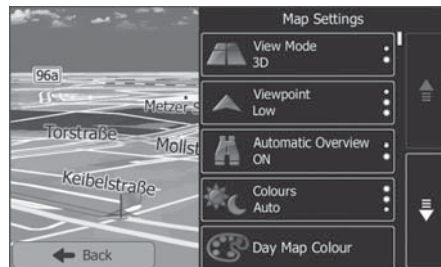 Map Settings
View Mode
3D
96a
Viewpoint
Low
Metzer S
Torstraße
Mollst
Automatic Overview
ON
Keibelstraße
Colours
Auto
Back
Day Map Colour